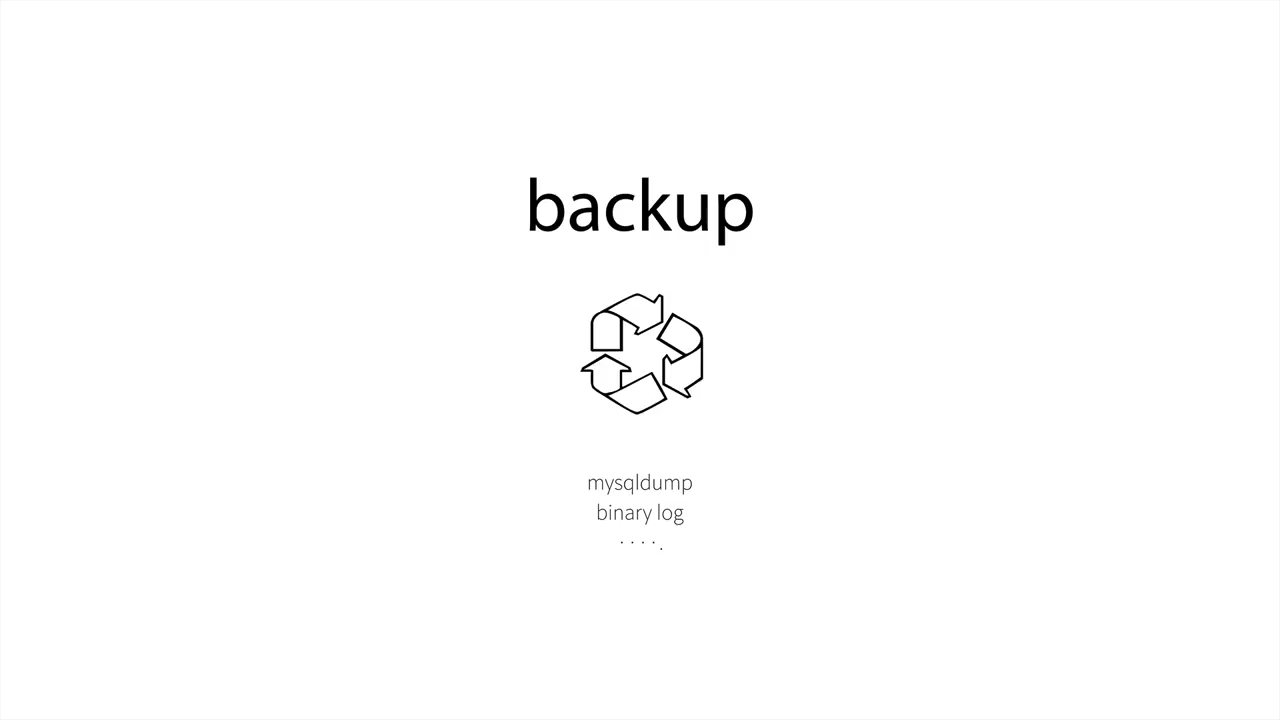 backup
mysqldump
binary log
· · · · .